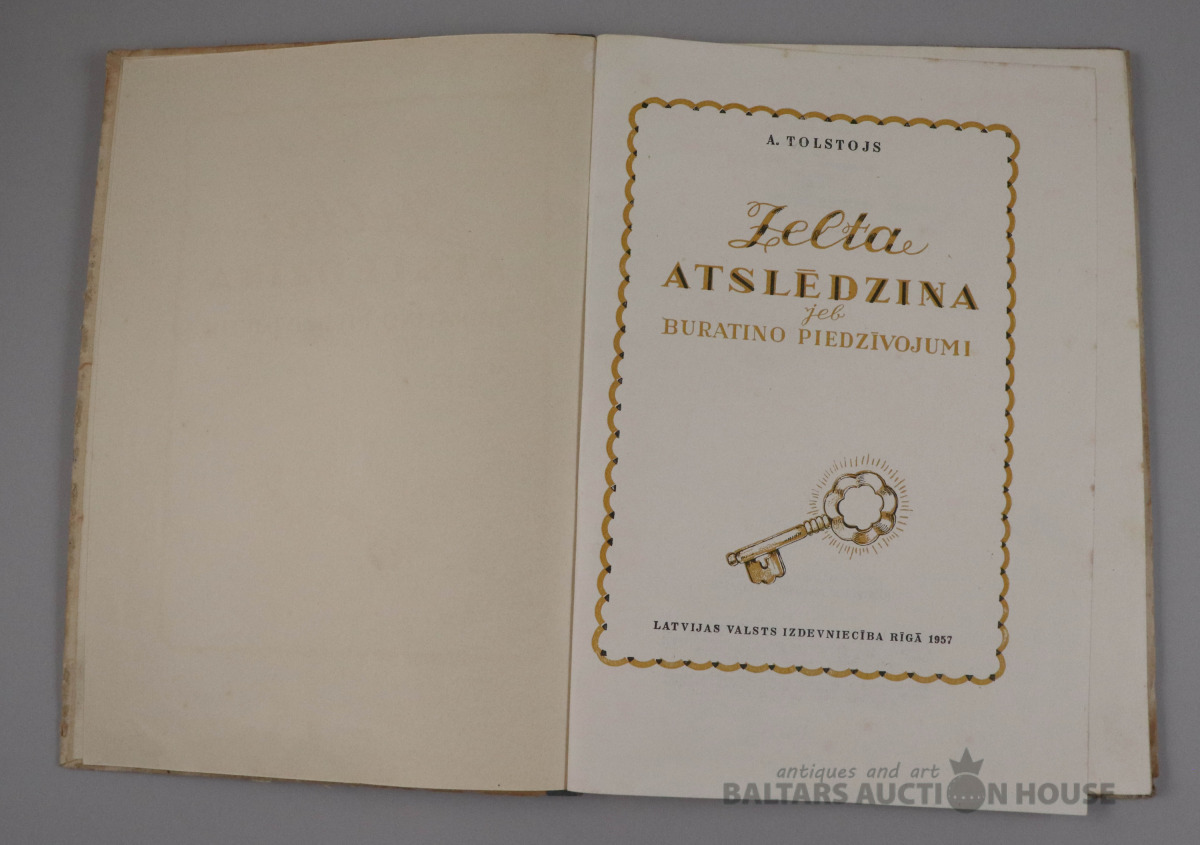 A. TOLSTOJS
Zelta
ATSLĒDZIŅA
jeb
BURATINO PIEDZĪVOJUMI
LATVIJAS VALSTS IZDEVNIECĪBA RĪGĀ 1957
antiques and art
BALTARS AUCTION HOUSE